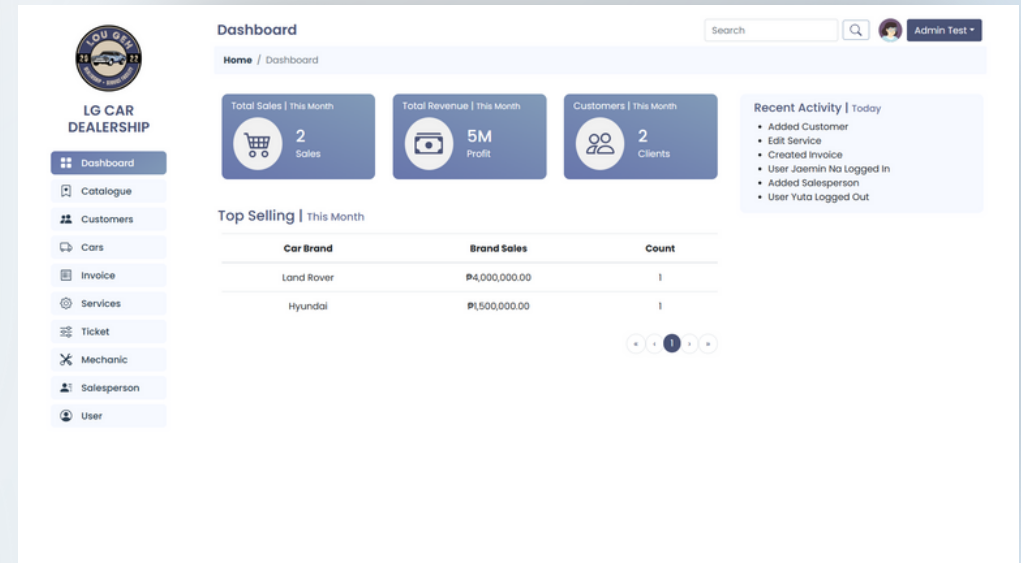 LOU GEH
20 22
LG CAR
DEALERSHIP
Dashboard
Catalogue
Customers
Cars
Invoice
Services
Ticket
Mechanic
Salesperson
User
Dashboard
Search
Admin Test
Home / Dashboard
Total Sales | This Month
2
Sales
Total Revenue | This Month
5M
Profit
Customers | This Month
2
Clients
Recent Activity | Today
• Added Customer
• Edit Service
• Created Invoice
• User Jaemin Na Logged In
• Added Salesperson
• User Yuta Logged Out
Top Selling | This Month
Car Brand Brand Sales Count
Land Rover ₱4,000,000.00 1
Hyundai ₱1,500,000.00 1
« ‹ 1 › »